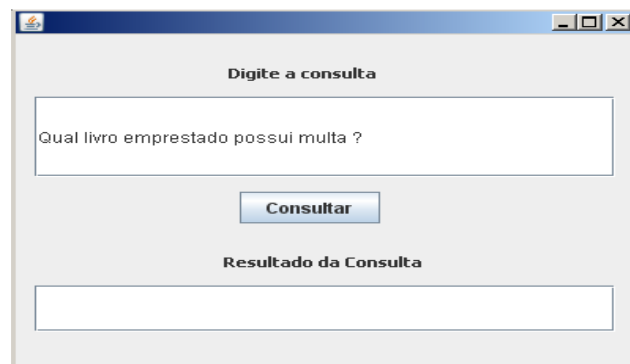 Digite a consulta
Qual livro emprestado possui multa ?
Consultar
Resultado da Consulta